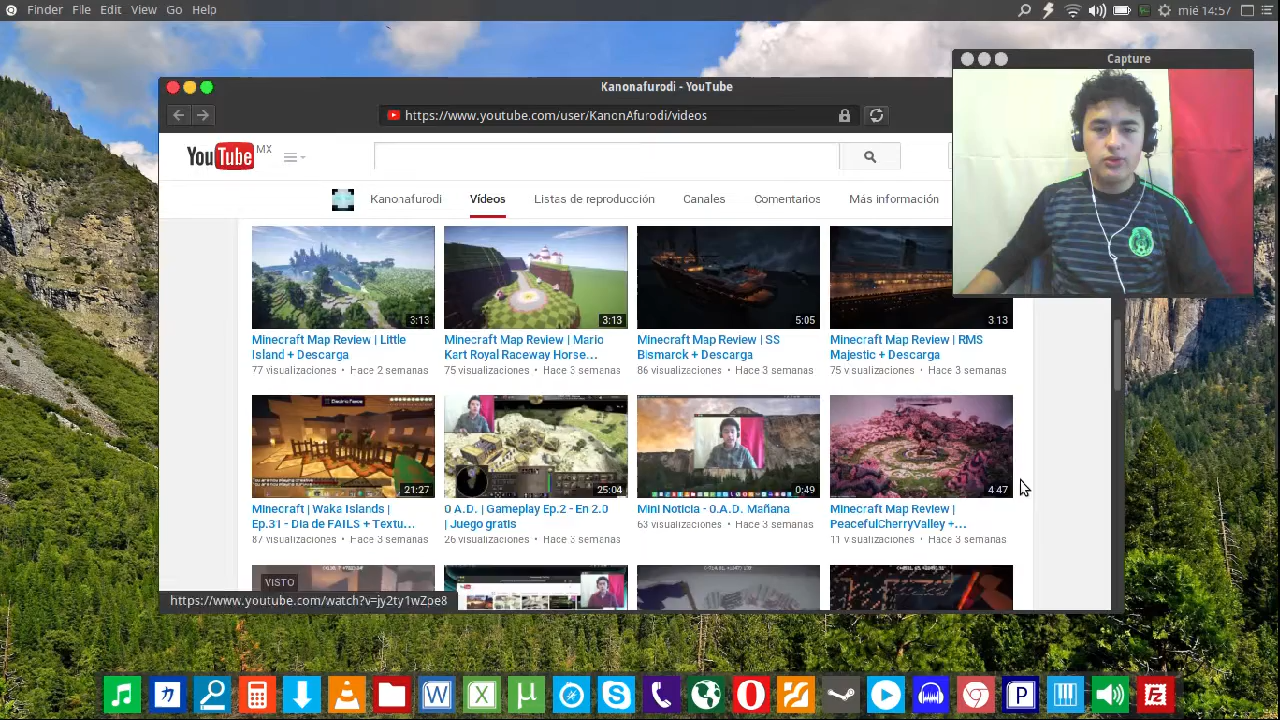 Finder File Edit View Go Help
mié 14:57
Kanonafurodi - YouTube
Capture
https://www.youtube.com/user/KanonAfurodi/videos
YouTube MX
Kanonafurodi Vídeos Listas de reproducción Canales Comentarios Más información
3:13
3:13
5:05
3:13
Minecraft Map Review | Little
Island + Descarga
77 visualizaciones • Hace 2 semanas
Minecraft Map Review | Mario
Kart Royal Raceway Horse...
75 visualizaciones • Hace 3 semanas
Minecraft Map Review | SS
Bismarck + Descarga
86 visualizaciones • Hace 3 semanas
Minecraft Map Review | RMS
Majestic + Descarga
75 visualizaciones • Hace 3 semanas
21:27
25:04
0:49
4:47
Minecraft | Waka Islands |
Ep.31 - Dia de FAILS + Textu...
87 visualizaciones • Hace 3 semanas
0 A.D. | Gameplay Ep.2 - En 2.0
| Juego gratis
26 visualizaciones • Hace 3 semanas
Mini Noticia - 0.A.D. Mañana
63 visualizaciones • Hace 3 semanas
Minecraft Map Review |
PeacefulCherryValley +...
11 visualizaciones • Hace 3 semanas
VISTO
https://www.youtube.com/watch?v=jy2ty1wZpe8